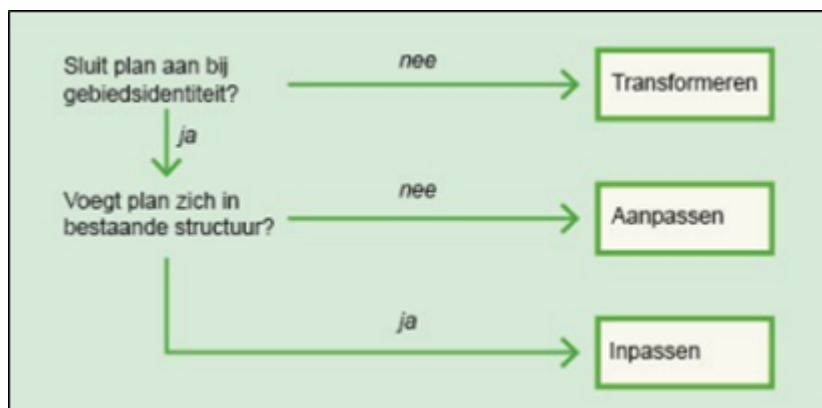 Sluit plan aan bij
gebiedsidentiteit?
nee
Transformeren
ja
Voegt plan zich in
bestaande structuur?
nee
Aanpassen
ja
Inpassen